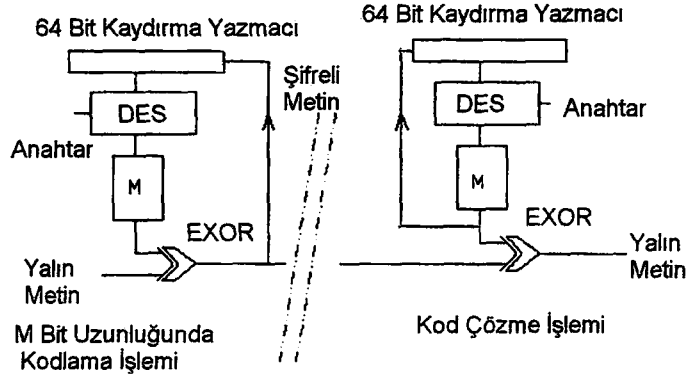 64 Bit Kaydırma Yazmacı
DES
Anahtar
M
EXOR
Yalın
Metin
M Bit Uzunluğunda
Kodlama İşlemi
Şifreli
Metin
64 Bit Kaydırma Yazmacı
DES
Anahtar
M
EXOR
Yalın
Metin
Kod Çözme İşlemi